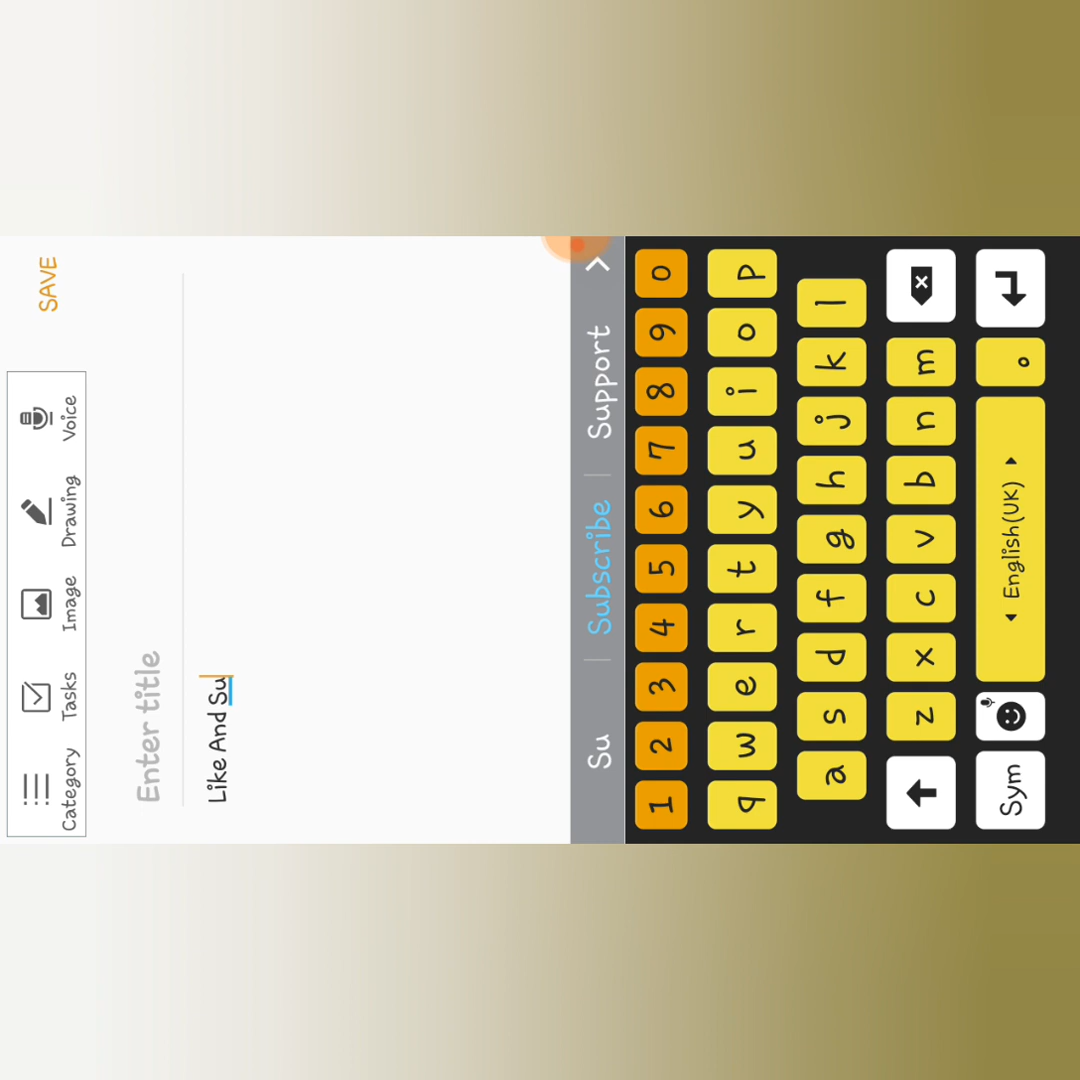 SAVE
Category Tasks Image Drawing Voice
Enter title
Like And Su
Su Subscribe Support
1 2 3 4 5 6 7 8 9 0
q w e r t y u i o p
a s d f g h j k l
z x c v b n m
Sym English(UK)